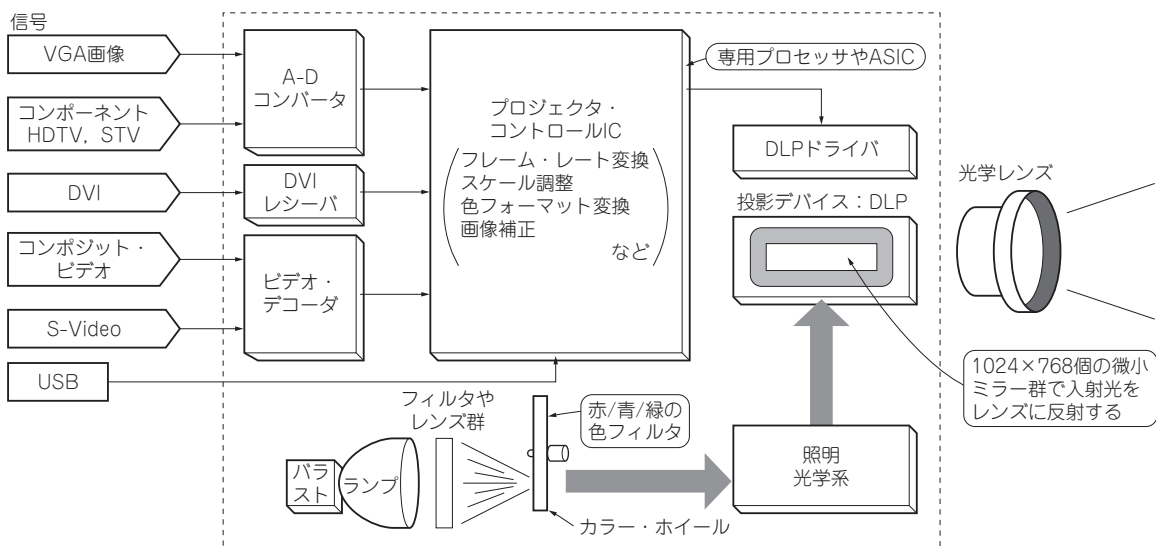 信号
VGA画像
コンポーネント
HDTV, STV
DVI
コンポジット・
ビデオ
S-Video
USB
A-D
コンバータ
DVI
レシーバ
ビデオ・
デコーダ
プロジェクタ・
コントロールIC
フレーム・レート変換
スケール調整
色フォーマット変換
画像補正
など
専用プロセッサやASIC
DLPドライバ
投影デバイス：DLP
光学レンズ
1024×768個の微小
ミラー群で入射光を
レンズに反射する
フィルタや
レンズ群
赤/青/緑の
色フィルタ
バラ
スト
ランプ
カラー・ホイール
照明
光学系